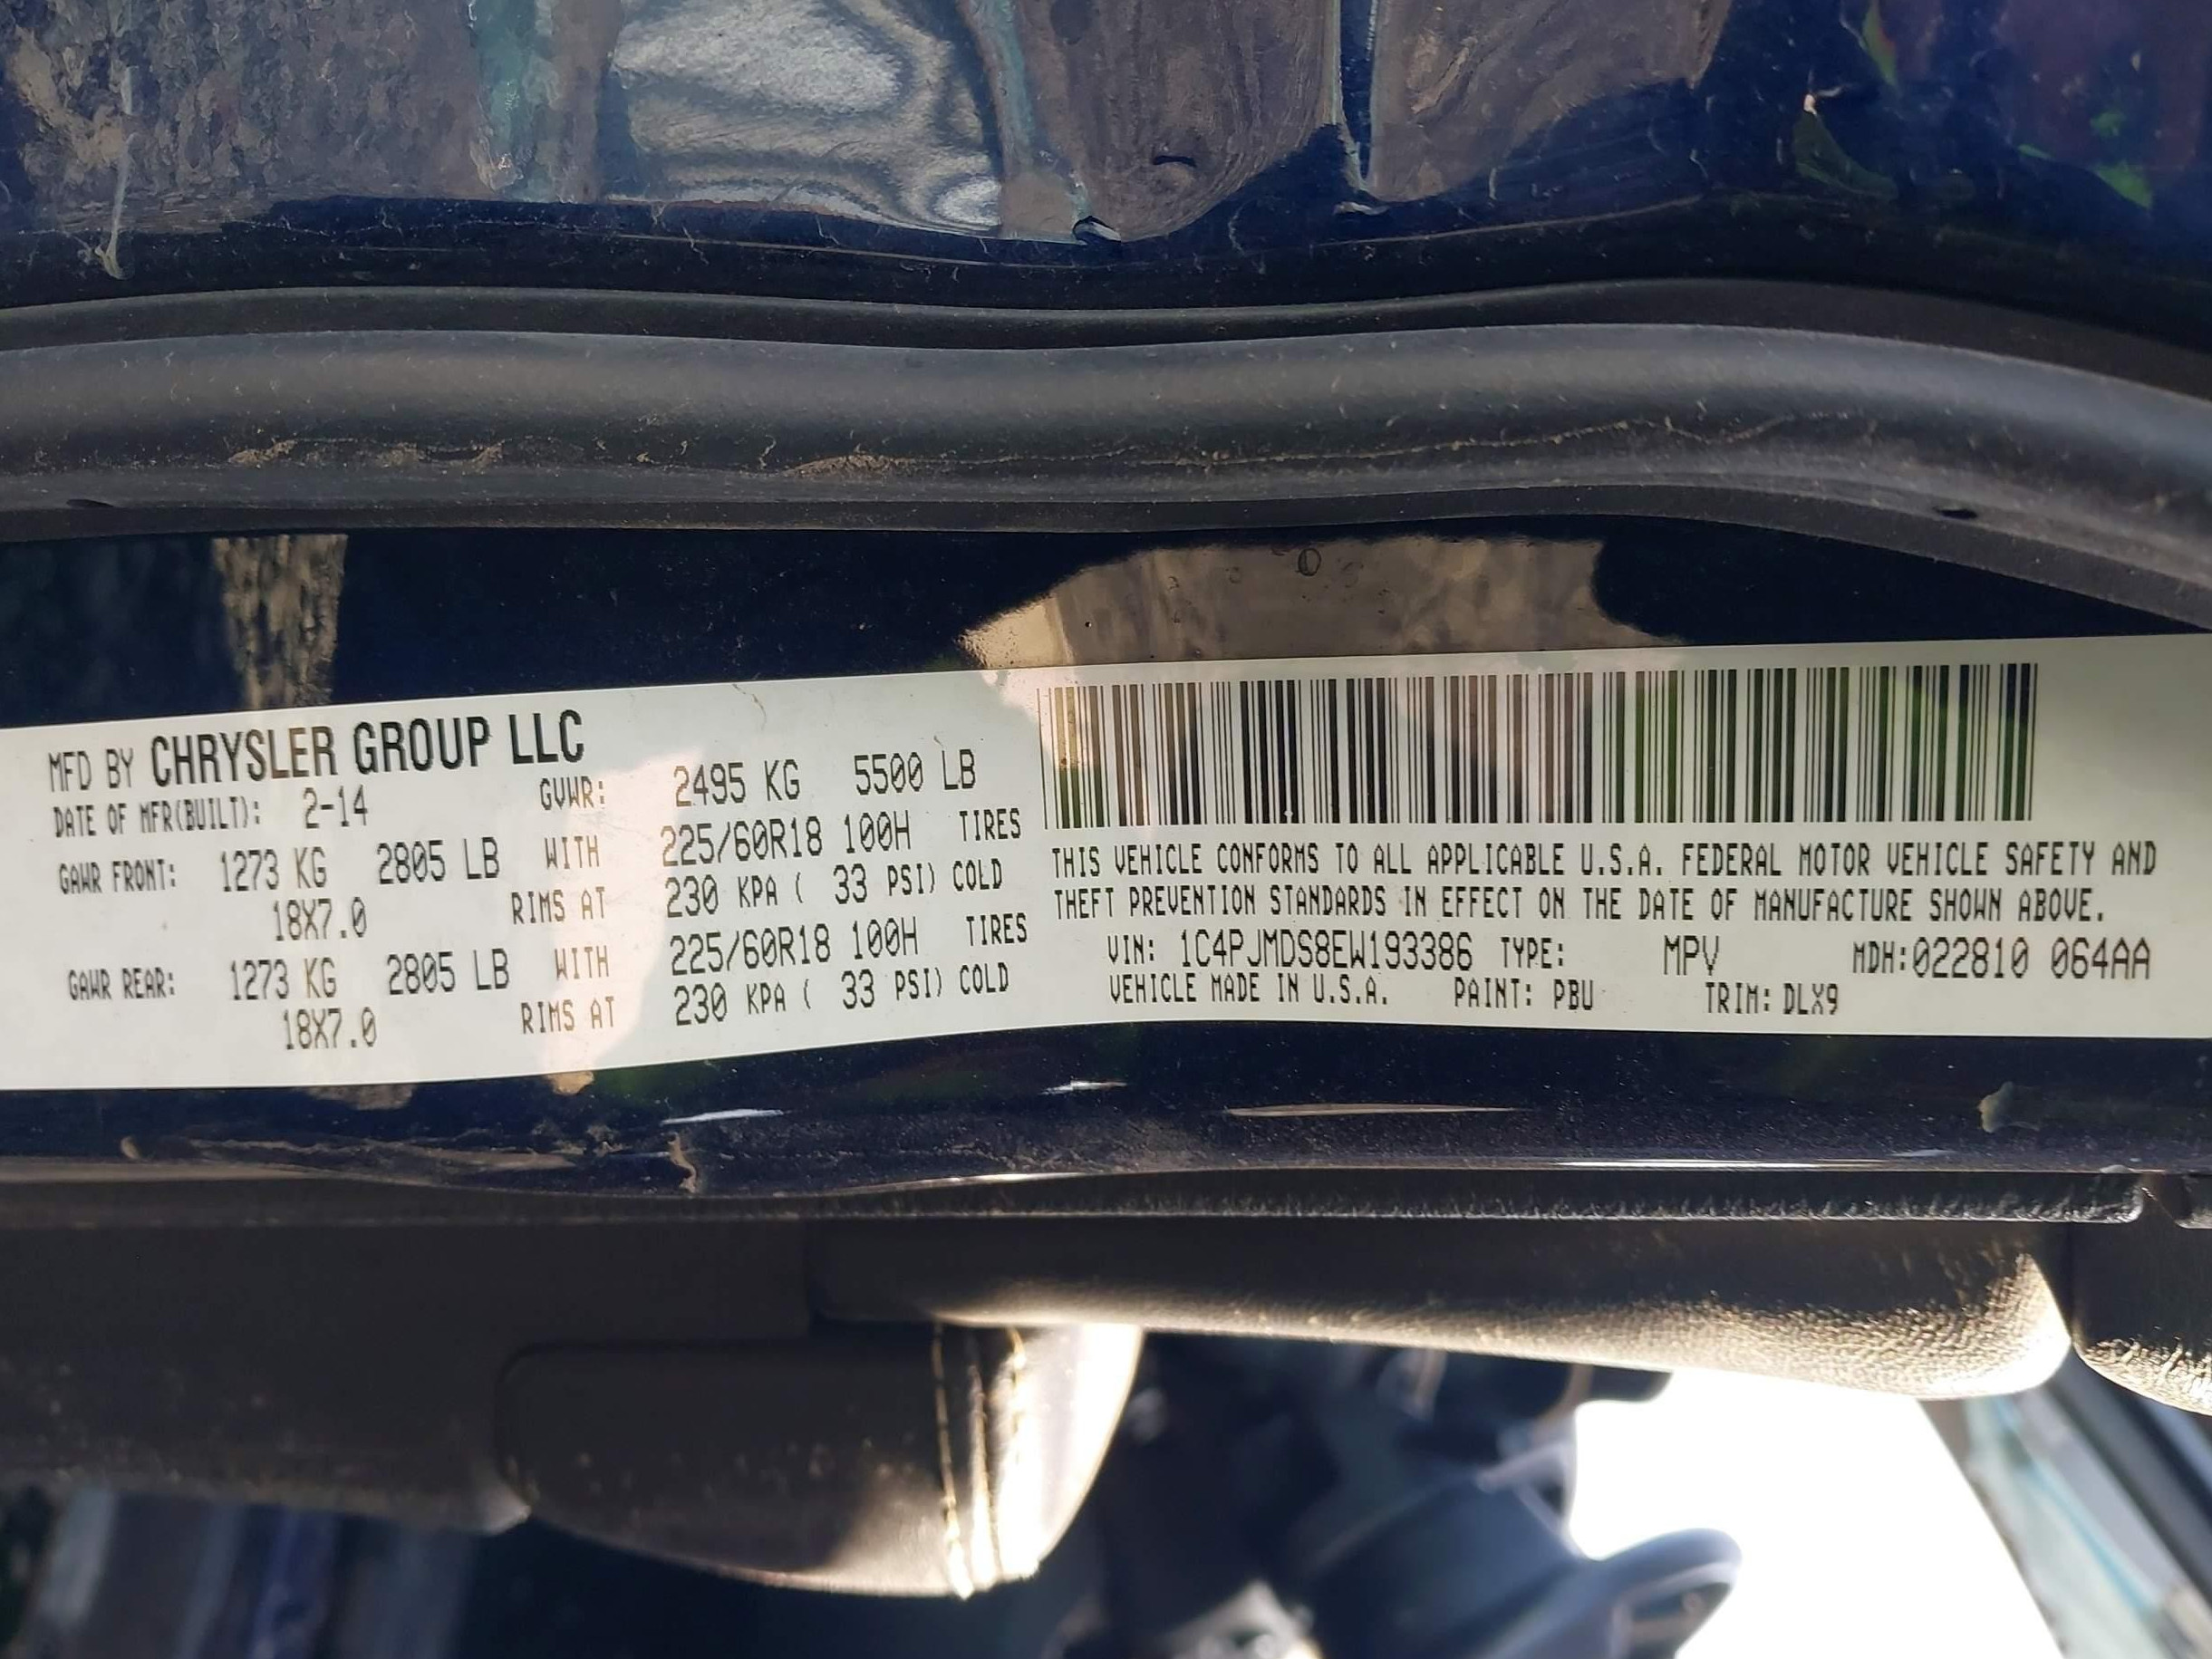 MFD BY CHRYSLER GROUP LLC
DATE OF MFR(BUILT): 2-14 GVWR: 2495 KG 5500 LB
GAWR FRONT: 1273 KG 2805 LB WITH 225/60R18 100H TIRES
18X7.0 RIMS AT 230 KPA ( 33 PSI) COLD
GAWR REAR: 1273 KG 2805 LB WITH 225/60R18 100H TIRES
18X7.0 RIMS AT 230 KPA ( 33 PSI) COLD
THIS VEHICLE CONFORMS TO ALL APPLICABLE U.S.A. FEDERAL MOTOR VEHICLE SAFETY AND
THEFT PREVENTION STANDARDS IN EFFECT ON THE DATE OF MANUFACTURE SHOWN ABOVE.
VIN: 1C4PJMDS8EW193386 TYPE: MPV MDH:022810 064AA
VEHICLE MADE IN U.S.A. PAINT: PBU TRIM: DLX9